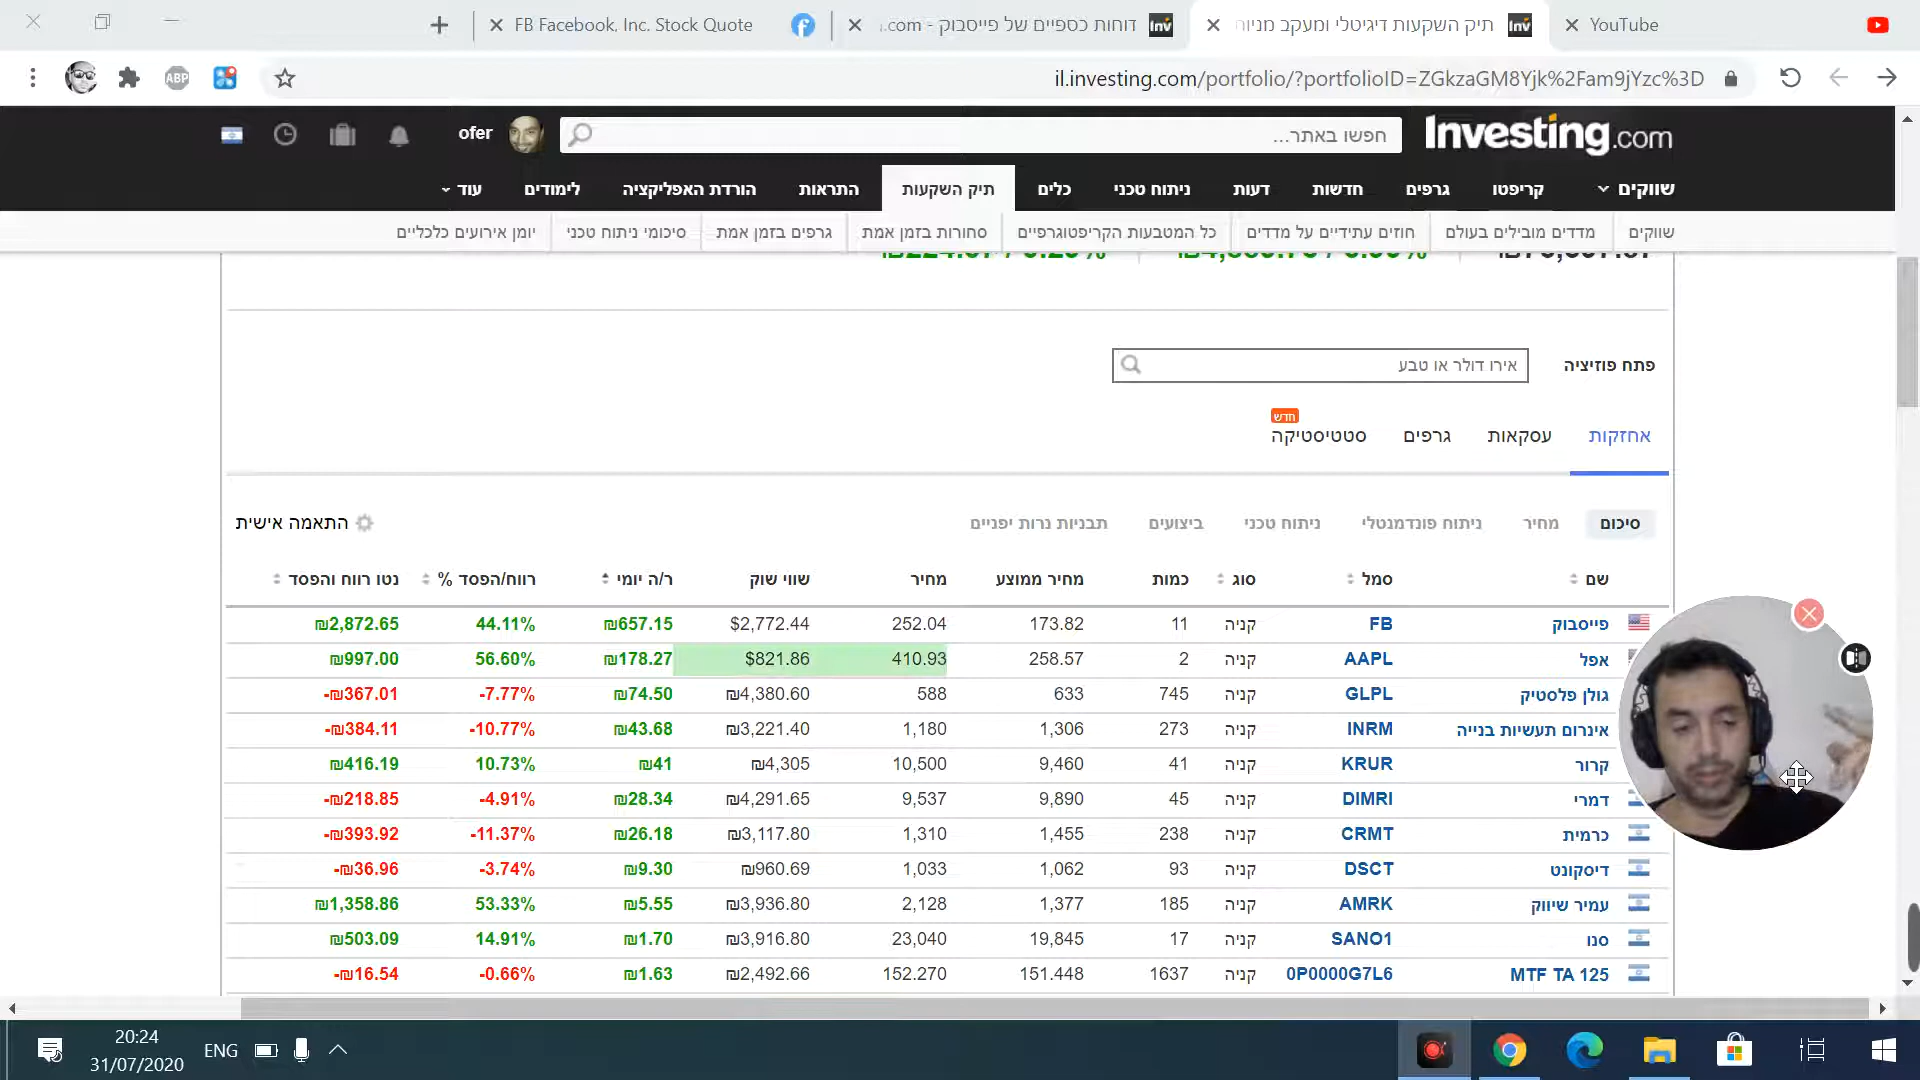 YouTube
תיק השקעות דיגיטלי ומעקב מניות
דוחות כספיים של פייסבוק - com.
FB Facebook, Inc. Stock Quote
il.investing.com/portfolio/?portfolioID=ZGkzaGM8Yjk%2Fam9jYzc%3D
ABP
Investing.com
חפשו באתר...
ofer
שווקים
קריפטו
גרפים
חדשות
דעות
ניתוח טכני
כלים
תיק השקעות
התראות
הורדת האפליקציה
לימודים
עוד
שווקים
מדדים מובילים בעולם
חוזים עתידיים על מדדים
כל המטבעות הקריפטוגרפיים
סחורות בזמן אמת
גרפים בזמן אמת
סיכומי ניתוח טכני
יומן אירועים כלכליים
פתח פוזיציה
אירו דולר או טבע
אחזקות
עסקאות
גרפים
סטטיסטיקה
חדש
סיכום
מחיר
ניתוח פונדמנטלי
ניתוח טכני
ביצועים
תבניות נרות יפניים
התאמה אישית
שם סמל סוג כמות מחיר ממוצע מחיר שווי שוק ר/ה יומי רווח/הפסד % נטו רווח והפסד
פייסבוק FB קניה 11 173.82 252.04 $2,772.44 ₪657.15 44.11% ₪2,872.65
אפל AAPL קניה 2 258.57 410.93 $821.86 ₪178.27 56.60% ₪997.00
גולן פלסטיק GLPL קניה 745 633 588 ₪4,380.60 ₪74.50 -7.77% -₪367.01
אינרום תעשיות בנייה INRM קניה 273 1,306 1,180 ₪3,221.40 ₪43.68 -10.77% -₪384.11
קרור KRUR קניה 41 9,460 10,500 ₪4,305 ₪41 10.73% ₪416.19
דמרי DIMRI קניה 45 9,890 9,537 ₪4,291.65 ₪28.34 -4.91% -₪218.85
כרמית CRMT קניה 238 1,455 1,310 ₪3,117.80 ₪26.18 -11.37% -₪393.92
דיסקונט DSCT קניה 93 1,062 1,033 ₪960.69 ₪9.30 -3.74% -₪36.96
עמיר שיווק AMRK קניה 185 1,377 2,128 ₪3,936.80 ₪5.55 53.33% ₪1,358.86
סנו SANO1 קניה 17 19,845 23,040 ₪3,916.80 ₪1.70 14.91% ₪503.09
MTF TA 125 0P0000G7L6 קניה 1637 151.448 152.270 ₪2,492.66 ₪1.63 -0.66% -₪16.54
20:24
31/07/2020
ENG